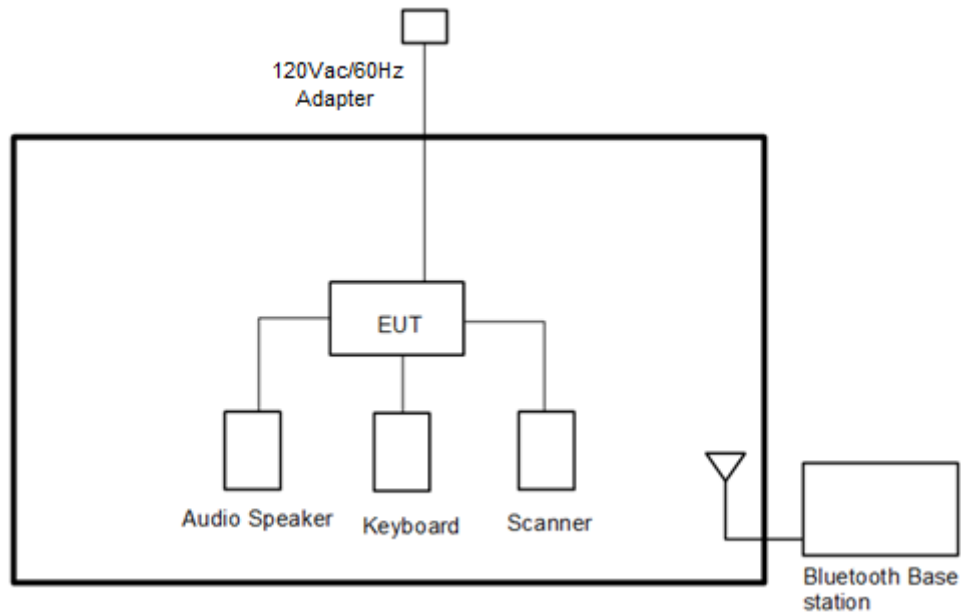 120Vac/60Hz
Adapter
EUT
Audio Speaker
Keyboard
Scanner
Bluetooth Base
station